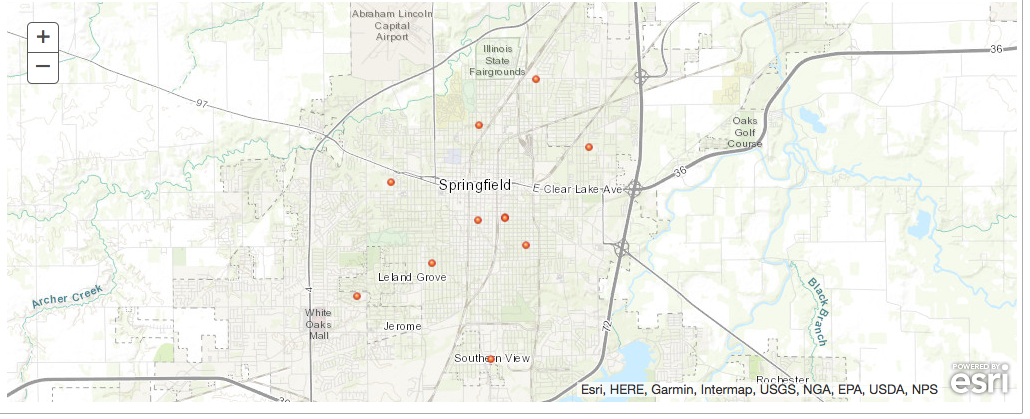 +
−
Abraham Lincoln
Capital
Airport
Illinois
State
Fairgrounds
36
97
Oaks
Golf
Course
36
Springfield
E Clear Lake Ave
Leland Grove
Archer Creek
4
White
Oaks
Mall
Jerome
72
Black Branch
Southern View
Rochester
36
POWERED BY
esri
Esri, HERE, Garmin, Intermap, USGS, NGA, EPA, USDA, NPS